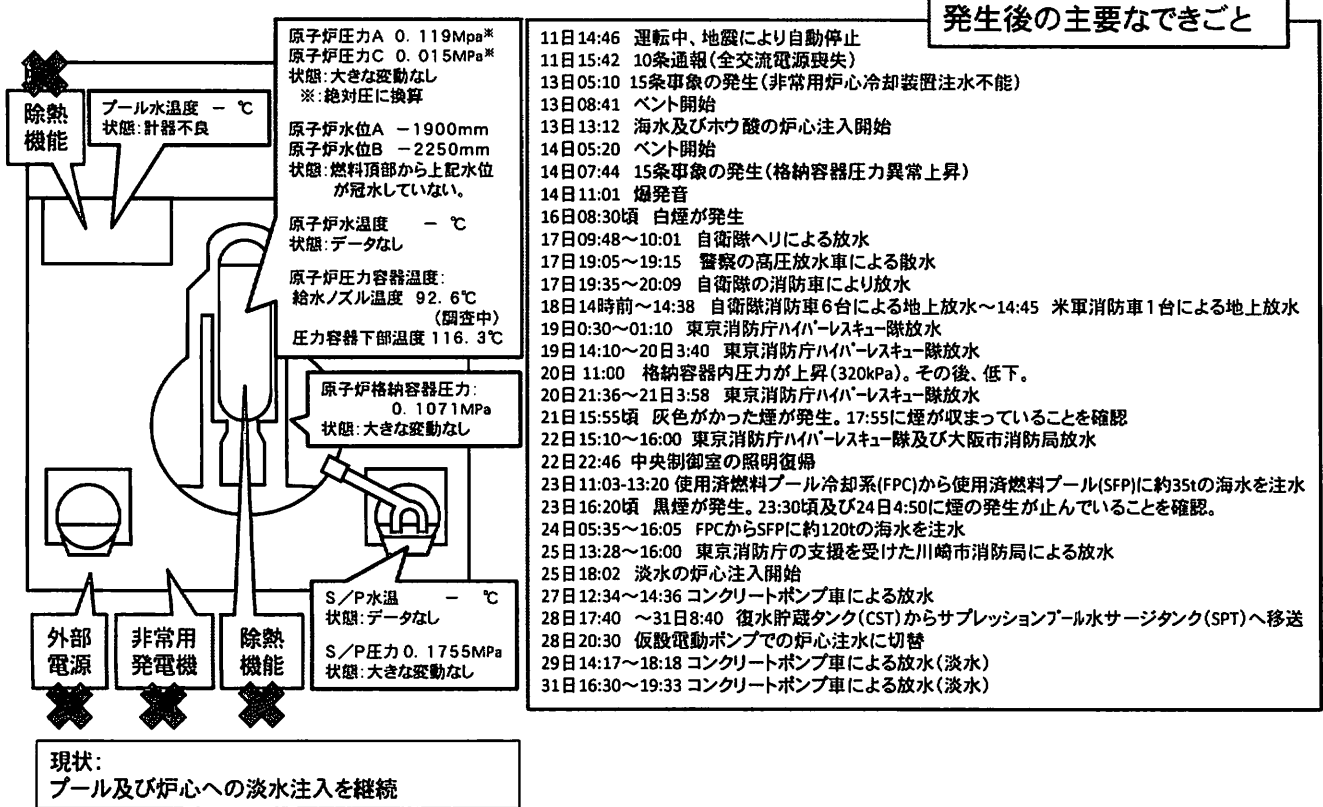 発生後の主要なできごと
原子炉圧力A 0. 119Mpa※
原子炉圧力C 0. 015MPa※
状態:大きな変動なし
※:絶対圧に換算
原子炉水位A －1900mm
原子炉水位B －2250mm
状態:燃料頂部から上記水位
が冠水していない。
原子炉水温度 － ℃
状態:データなし
原子炉圧力容器温度:
給水ノズル温度 92. 6℃
(調査中)
圧力容器下部温度 116. 3℃
除熱
機能
プール水温度 － ℃
状態:計器不良
原子炉格納容器圧力:
0. 1071MPa
状態:大きな変動なし
S／P水温 － ℃
状態:データなし
S／P圧力 0. 1755MPa
状態:大きな変動なし
外部
電源
非常用
発電機
除熱
機能
現状:
プール及び炉心への淡水注入を継続
11日14:46 運転中、地震により自動停止
11日15:42 10条通報(全交流電源喪失)
13日05:10 15条事象の発生(非常用炉心冷却装置注水不能)
13日08:41 ベント開始
13日13:12 海水及びホウ酸の炉心注入開始
14日05:20 ベント開始
14日07:44 15条事象の発生(格納容器圧力異常上昇)
14日11:01 爆発音
16日08:30頃 白煙が発生
17日09:48～10:01 自衛隊ヘリによる放水
17日19:05～19:15 警察の高圧放水車による散水
17日19:35～20:09 自衛隊の消防車により放水
18日14時前～14:38 自衛隊消防車6台による地上放水～14:45 米軍消防車1台による地上放水
19日0:30～01:10 東京消防庁ﾊｲﾊﾟｰﾚｽｷｭｰ隊放水
19日14:10～20日3:40 東京消防庁ﾊｲﾊﾟｰﾚｽｷｭｰ隊放水
20日 11:00 格納容器内圧力が上昇(320kPa)。その後、低下。
20日21:36～21日3:58 東京消防庁ﾊｲﾊﾟｰﾚｽｷｭｰ隊放水
21日15:55頃 灰色がかった煙が発生。17:55に煙が収まっていることを確認
22日15:10～16:00 東京消防庁ﾊｲﾊﾟｰﾚｽｷｭｰ隊及び大阪市消防局放水
22日22:46 中央制御室の照明復帰
23日11:03-13:20 使用済燃料プール冷却系(FPC)から使用済燃料プール(SFP)に約35tの海水を注水
23日16:20頃 黒煙が発生。23:30頃及び24日4:50に煙の発生が止んでいることを確認。
24日05:35～16:05 FPCからSFPに約120tの海水を注水
25日13:28～16:00 東京消防庁の支援を受けた川崎市消防局による放水
25日18:02 淡水の炉心注入開始
27日12:34～14:36 コンクリートポンプ車による放水
28日17:40 ～31日8:40 復水貯蔵タンク(CST)からサプレッションプール水サージタンク(SPT)へ移送
28日20:30 仮設電動ポンプでの炉心注水に切替
29日14:17～18:18 コンクリートポンプ車による放水(淡水)
31日16:30～19:33 コンクリートポンプ車による放水(淡水)